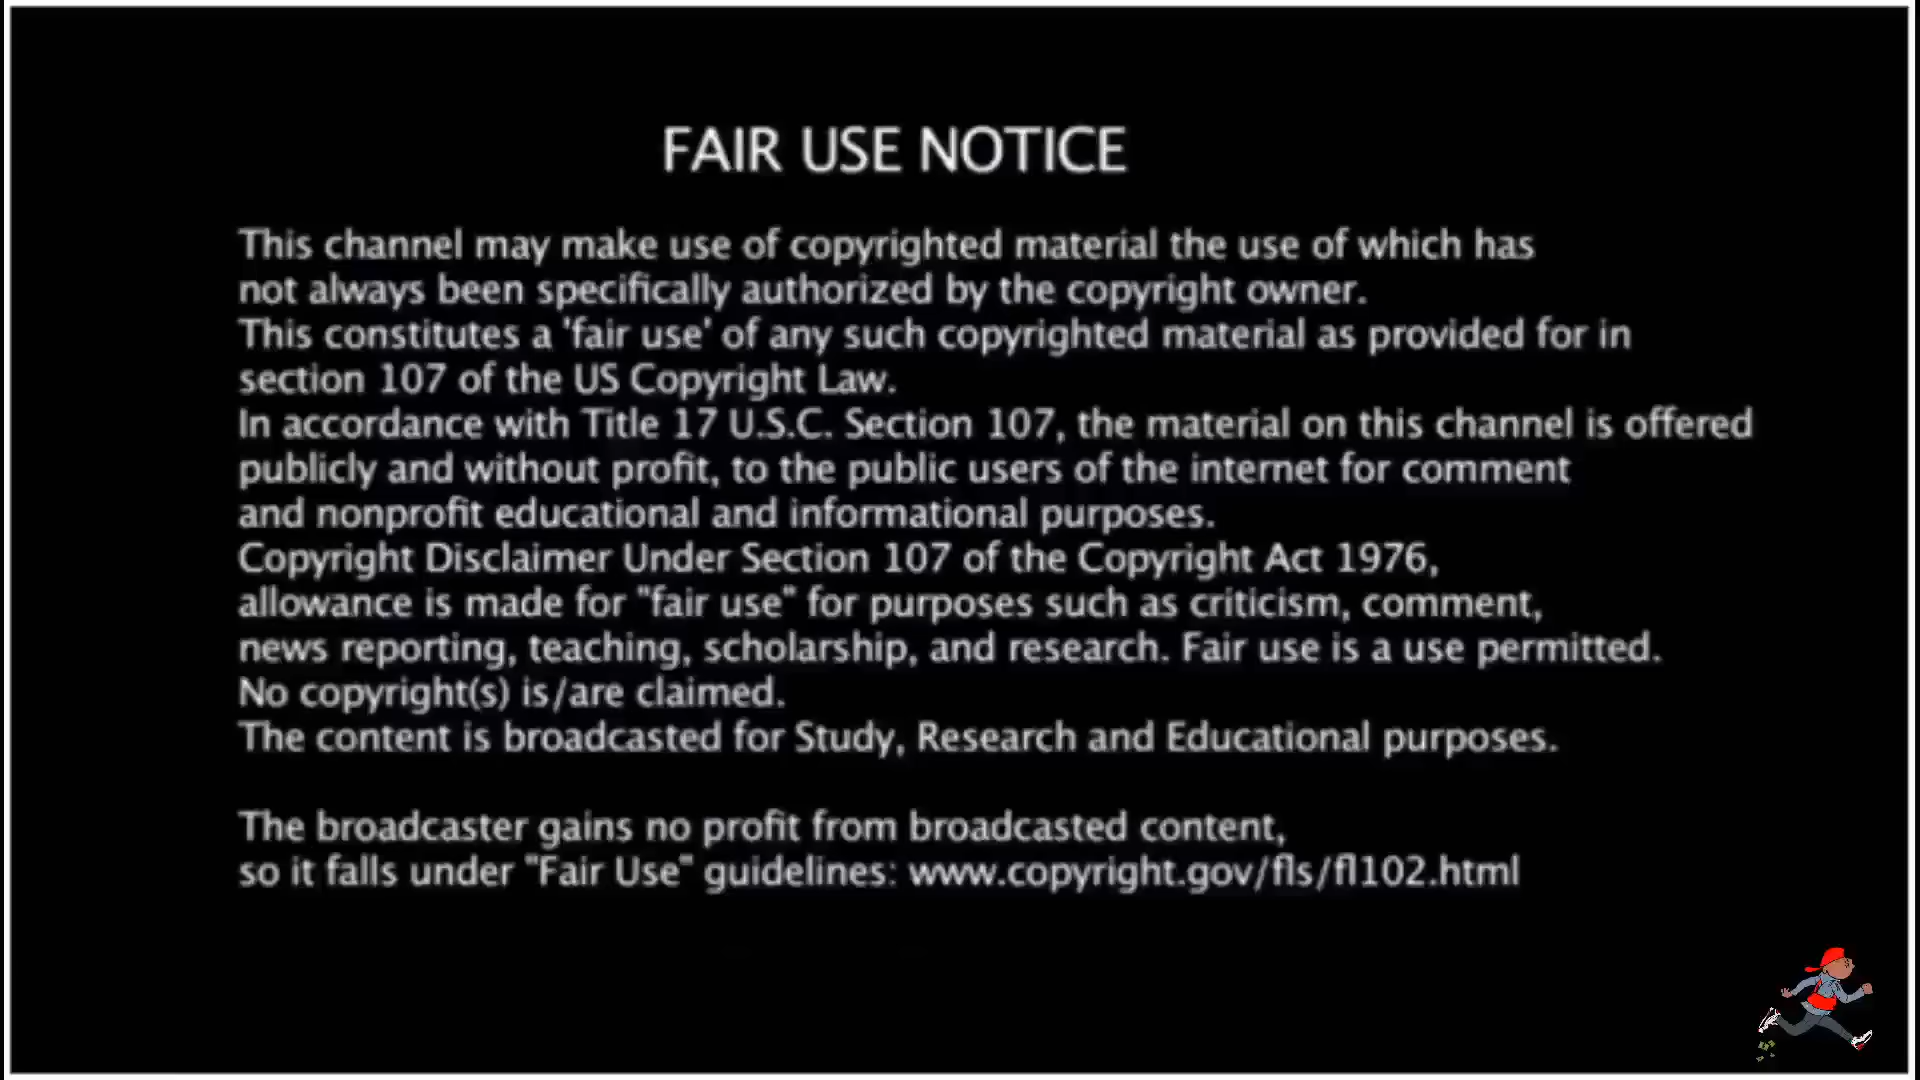 FAIR USE NOTICE
This channel may make use of copyrighted material the use of which has
not always been specifically authorized by the copyright owner.
This constitutes a 'fair use' of any such copyrighted material as provided for in
section 107 of the US Copyright Law.
In accordance with Title 17 U.S.C. Section 107, the material on this channel is offered
publicly and without profit, to the public users of the internet for comment
and nonprofit educational and informational purposes.
Copyright Disclaimer Under Section 107 of the Copyright Act 1976,
allowance is made for "fair use" for purposes such as criticism, comment,
news reporting, teaching, scholarship, and research. Fair use is a use permitted.
No copyright(s) is/are claimed.
The content is broadcasted for Study, Research and Educational purposes.
The broadcaster gains no profit from broadcasted content,
so it falls under "Fair Use" guidelines: www.copyright.gov/fls/fl102.html